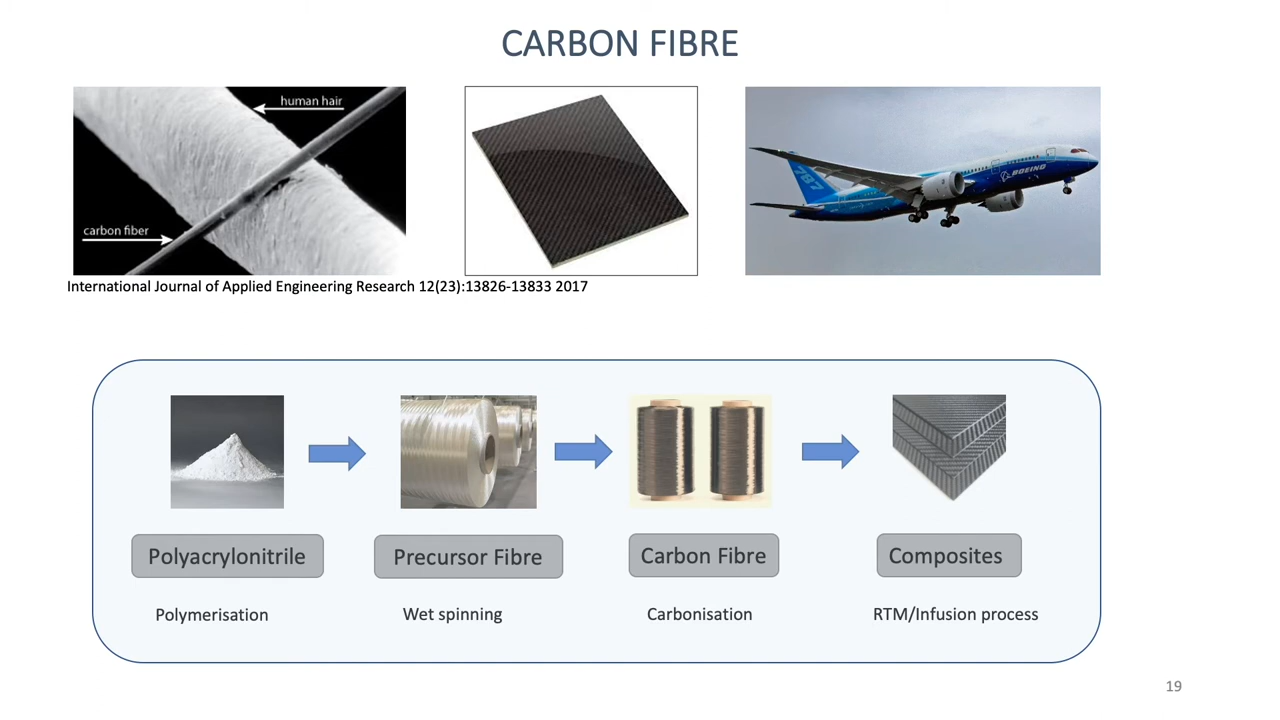 CARBON FIBRE
human hair
carbon fiber
787
BOEING
International Journal of Applied Engineering Research 12(23):13826-13833 2017
Polyacrylonitrile
Precursor Fibre
Carbon Fibre
Composites
Polymerisation
Wet spinning
Carbonisation
RTM/Infusion process
19